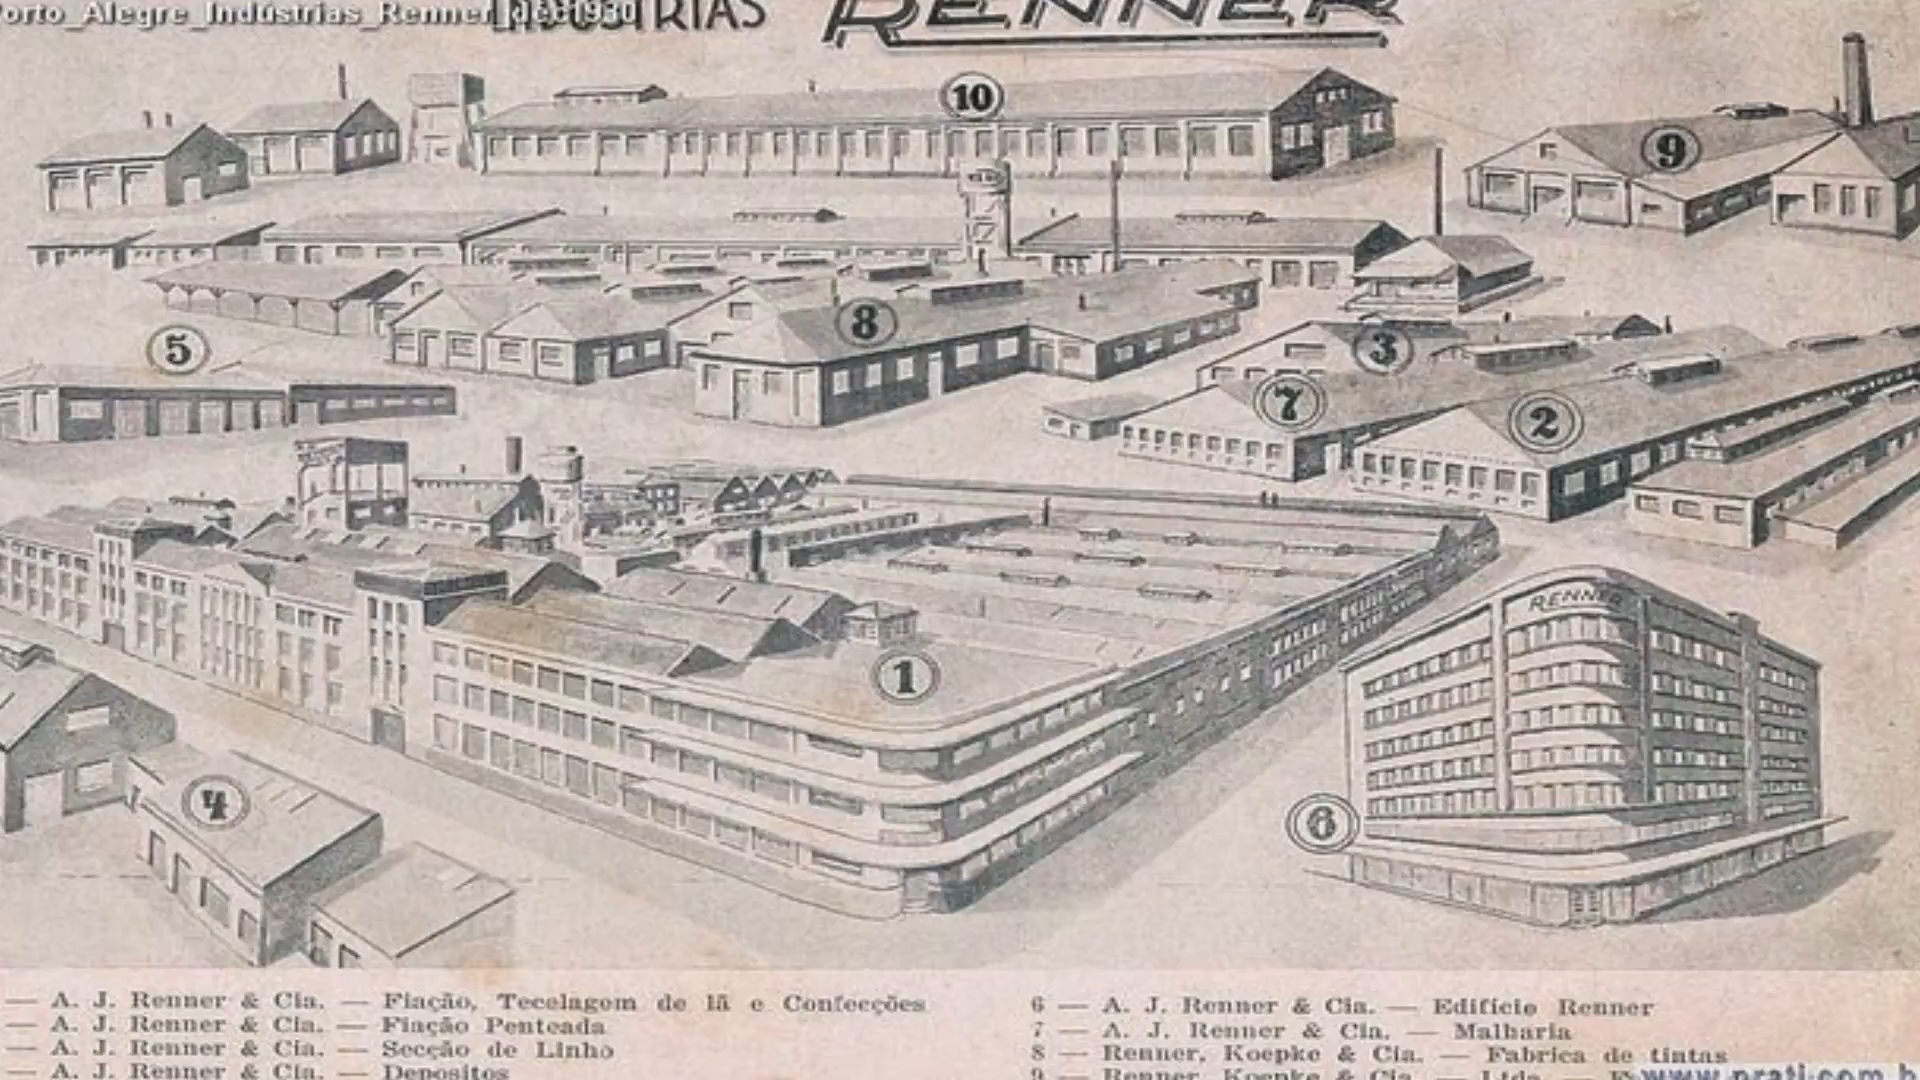 Porto_Alegre_Indústrias_Renner_déc1930
INDUSTRIAS RENNER
10
9
8
5
3
7
2
RENNER
1
4
6
— A. J. Renner & Cia. — Fiação, Tecelagem de lã e Confecções
— A. J. Renner & Cia. — Fiação Penteada
— A. J. Renner & Cia. — Secção de Linho
— A. J. Renner & Cia. — Depositos
6 — A. J. Renner & Cia. — Edificio Renner
7 — A. J. Renner & Cia. — Malharia
8 — Renner, Koepke & Cia. — Fabrica de tintas
9 — Renner, Koepke & Cia. — Ltda. —
www.prati.com.b